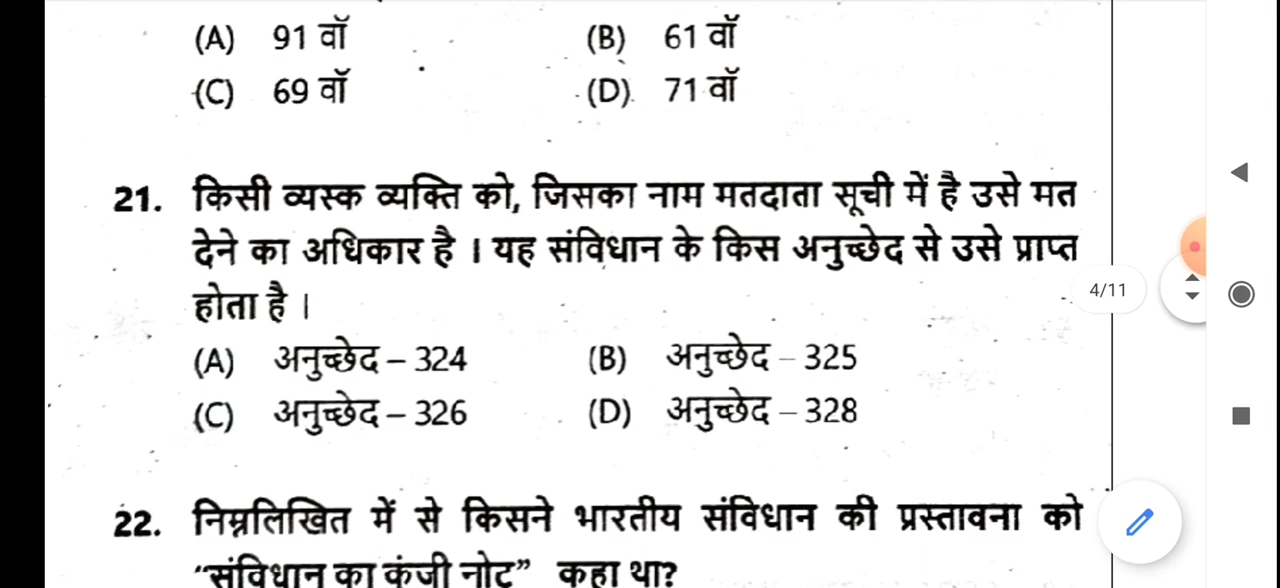 (A) 91 वाॅं (B) 61 वाॅं
(C) 69 वाॅं (D) 71 वाॅं
21. किसी व्यस्क व्यक्ति को, जिसका नाम मतदाता सूची में है उसे मत
देने का अधिकार है । यह संविधान के किस अनुच्छेद से उसे प्राप्त
होता है ।
4/11
(A) अनुच्छेद – 324 (B) अनुच्छेद – 325
(C) अनुच्छेद – 326 (D) अनुच्छेद – 328
22. निम्नलिखित में से किसने भारतीय संविधान की प्रस्तावना को
“संविधान का कुंजी नोट” कहा था?